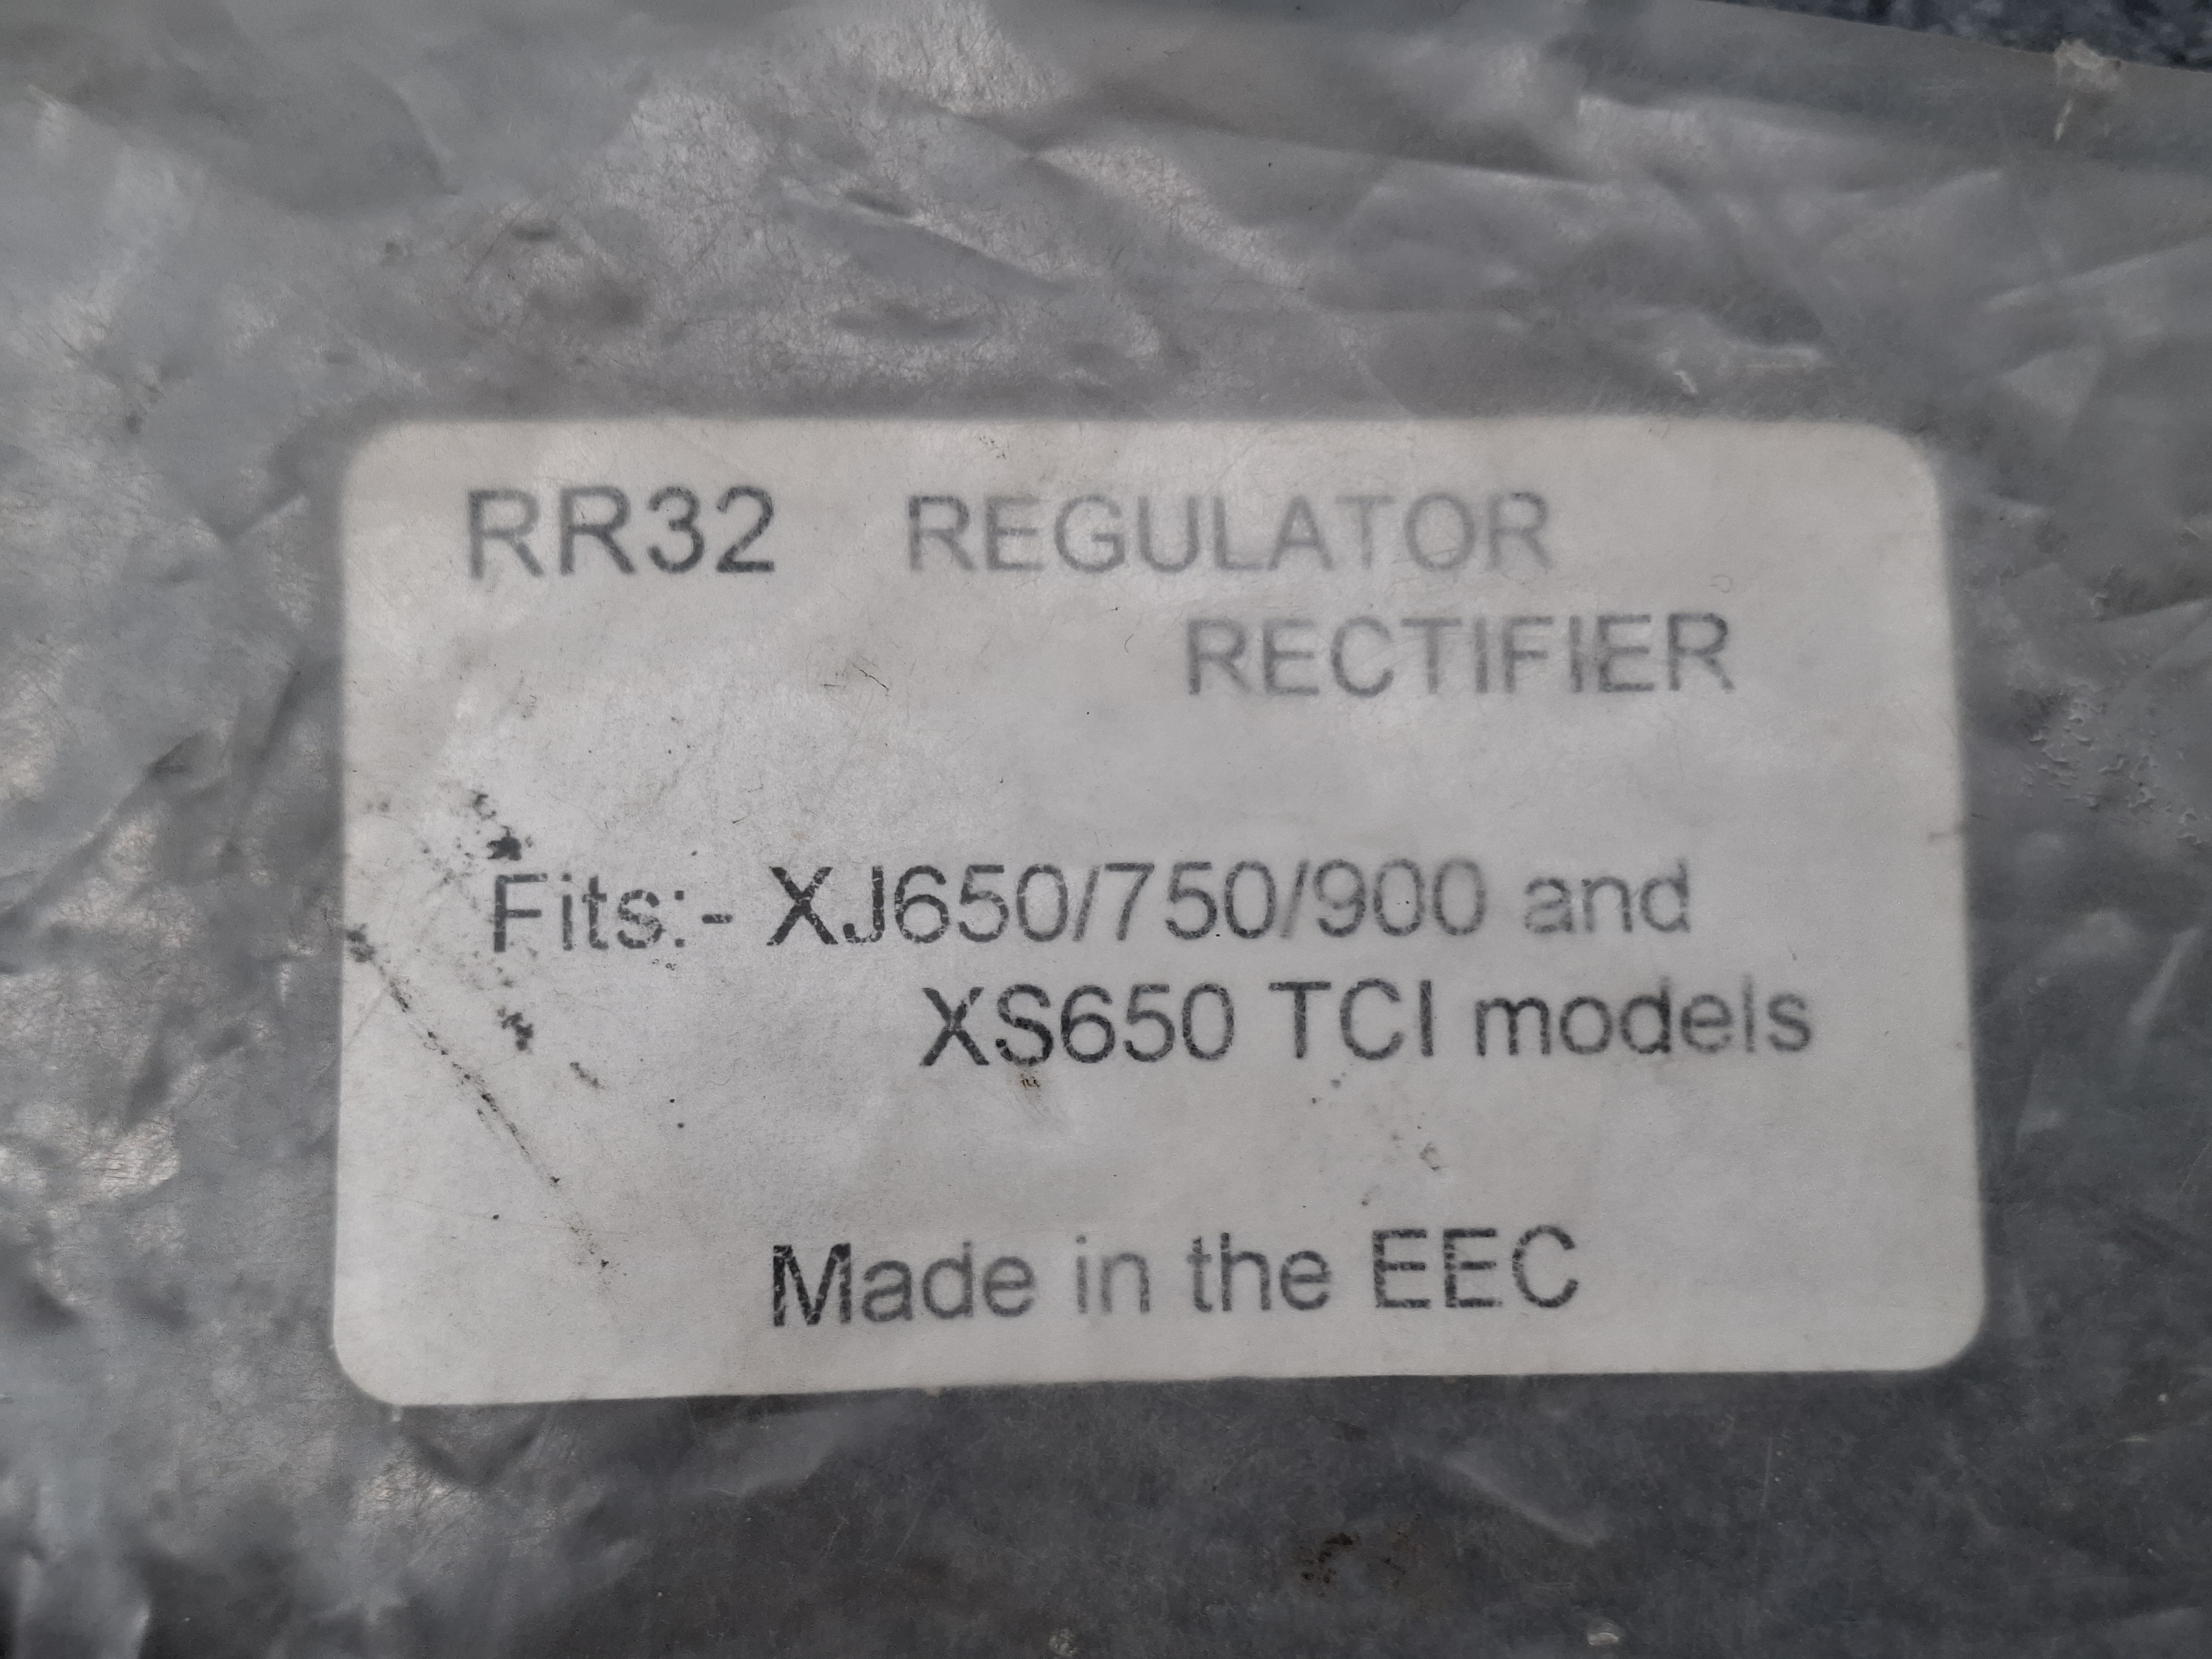 RR32 REGULATOR
RECTIFIER
Fits:- XJ650/750/900 and
XS650 TCI models
Made in the EEC